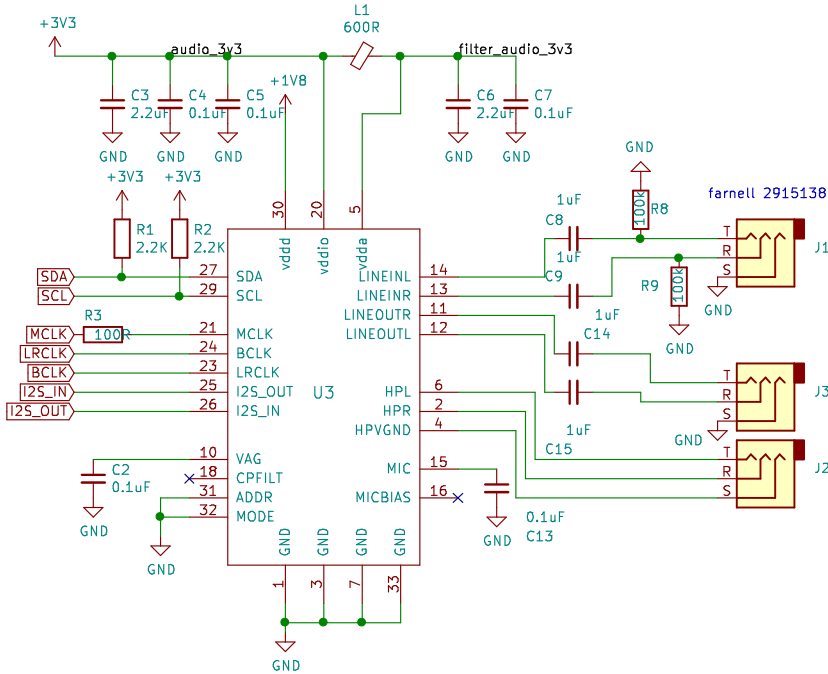 L1
600R
+3V3
audio_3v3
filter_audio_3v3
C3
2.2uF
C4
0.1uF
C5
0.1uF
+1V8
C6
2.2uF
C7
0.1uF
GND
GND
GND
GND
GND
+3V3
+3V3
GND
farnell 2915138
1uF
100k
R8
C8
R1
2.2K
R2
2.2K
30
20
5
vddd
vddio
vdda
1uF
T
R
S
J1
SDA
27
SDA
LINEINL
14
C9
R9
100k
SCL
29
SCL
LINEINR
13
GND
R3
LINEOUTR
11
1uF
MCLK
100R
21
MCLK
LINEOUTL
12
C14
GND
LRCLK
24
BCLK
BCLK
23
LRCLK
T
I2S_IN
25
I2S_OUT
U3
HPL
6
J3
I2S_OUT
26
I2S_IN
HPR
2
R
S
HPVGND
4
1uF
GND
C15
10
VAG
T
C2
0.1uF
18
CPFILT
MIC
15
R
J2
31
ADDR
MICBIAS
16
S
32
MODE
0.1uF
C13
GND
GND
GND
GND
GND
GND
GND
1
3
7
33
GND